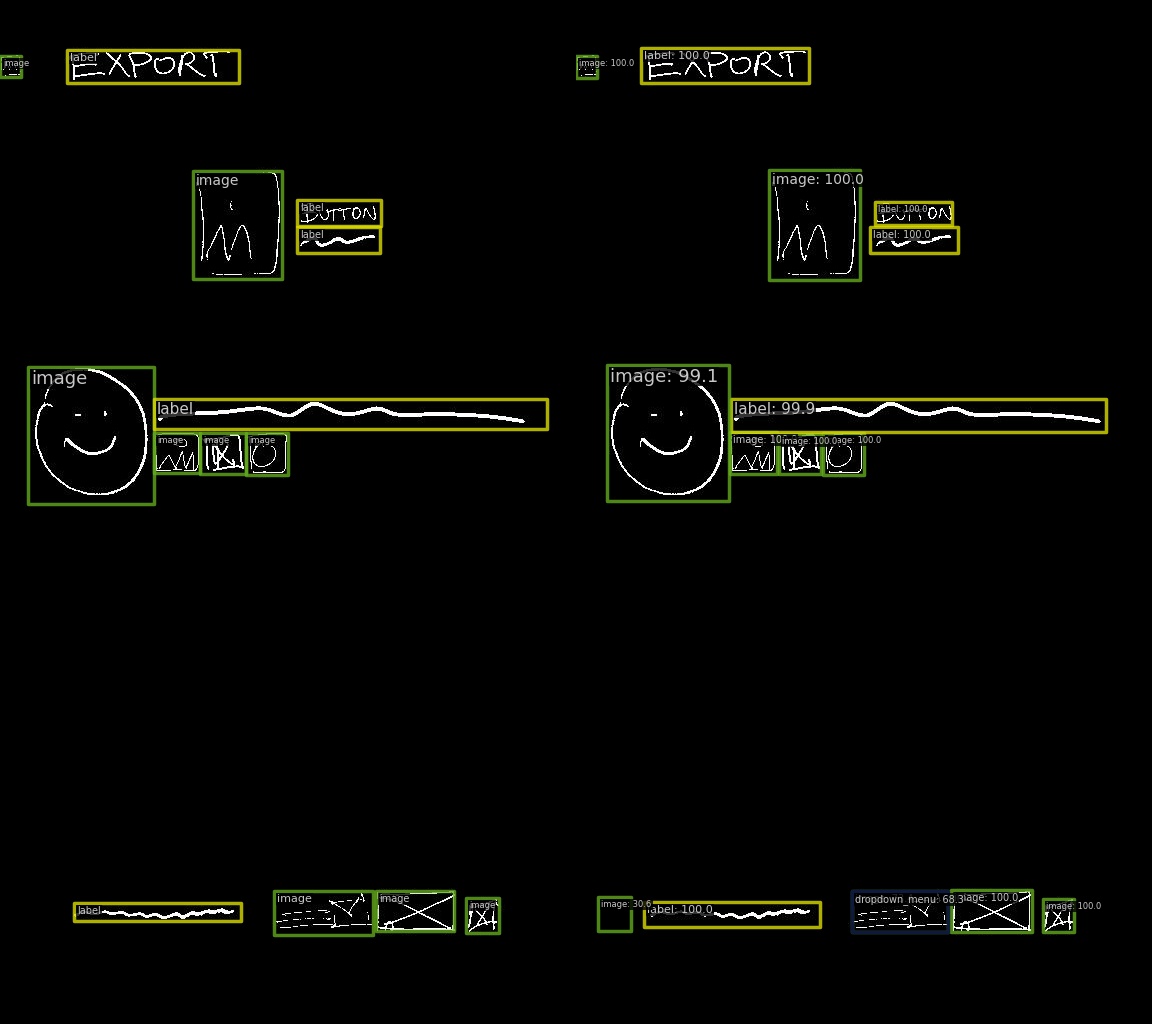 image label EXPORT image: 100.0 label: 100.0 EXPORT
image image: 100.0
label BUTTON label: 100.0 BUTTON
label label: 100.0
image image: 99.1
label label: 99.9
image image image image: 100.0 image: 100.0
image image: 30.6 dropdown_menu: 68.3 image: 100.0
label image image label: 100.0 image: 100.0